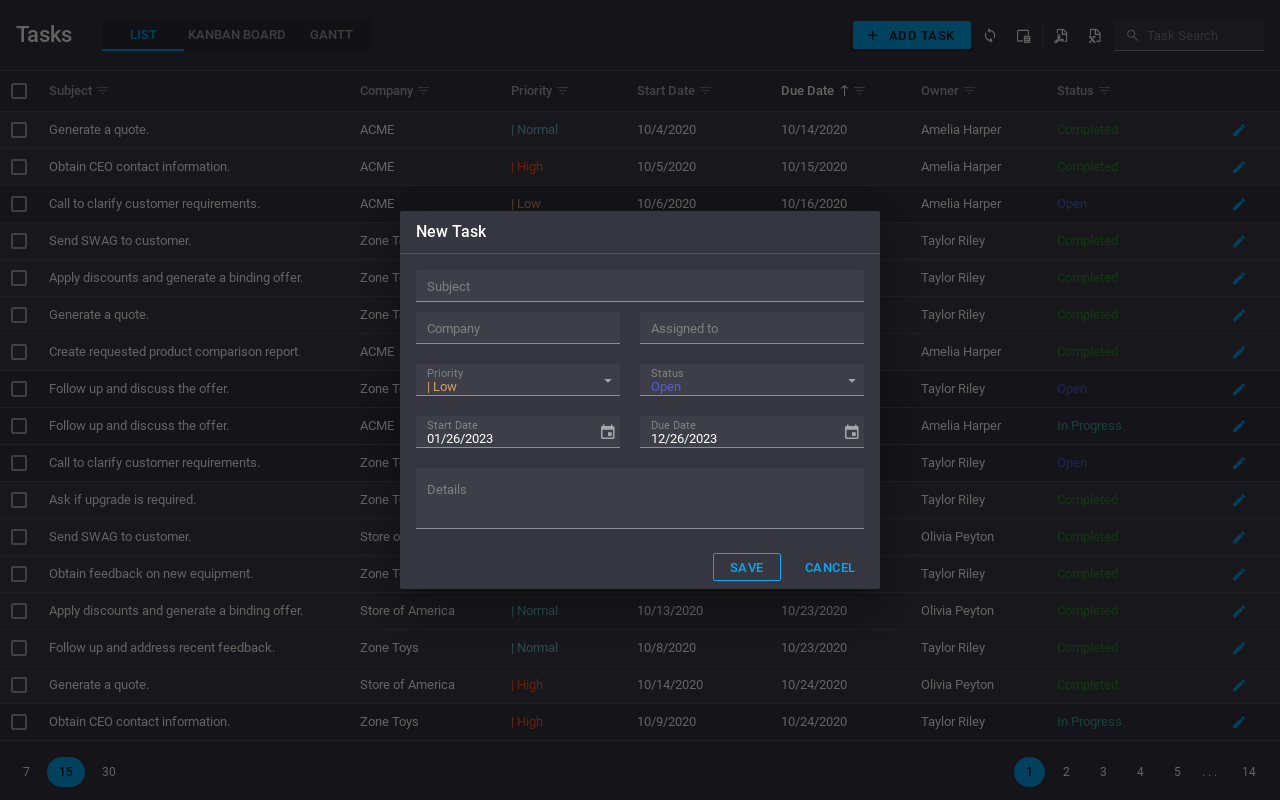 Tasks LIST KANBAN BOARD GANTT ADD TASK Task Search
Subject Company Priority Start Date Due Date Owner Status
Generate a quote. ACME | Normal 10/4/2020 10/14/2020 Amelia Harper Completed
Obtain CEO contact information. ACME | High 10/5/2020 10/15/2020 Amelia Harper Completed
Call to clarify customer requirements. ACME | Low 10/6/2020 10/16/2020 Amelia Harper Open
Send SWAG to customer. Zone Taylor Riley Completed
Apply discounts and generate a binding offer. Zone Taylor Riley Completed
Generate a quote. Zone Taylor Riley Completed
Create requested product comparison report. ACME Amelia Harper Completed
Follow up and discuss the offer. Zone Taylor Riley Open
Follow up and discuss the offer. ACME Amelia Harper In Progress
Call to clarify customer requirements. Zone Taylor Riley Open
Ask if upgrade is required. Zone Taylor Riley Completed
Send SWAG to customer. Store Olivia Peyton Completed
Obtain feedback on new equipment. Zone Taylor Riley Completed
Apply discounts and generate a binding offer. Store of America | Normal 10/13/2020 10/23/2020 Olivia Peyton Completed
Follow up and address recent feedback. Zone Toys | Normal 10/8/2020 10/23/2020 Taylor Riley Completed
Generate a quote. Store of America | High 10/14/2020 10/24/2020 Olivia Peyton Completed
Obtain CEO contact information. Zone Toys | High 10/9/2020 10/24/2020 Taylor Riley In Progress
7 15 30 1 2 3 4 5 . . . 14
New Task
Subject
Company Assigned to
Priority Status
| Low Open
Start Date Due Date
01/26/2023 12/26/2023
Details
SAVE CANCEL